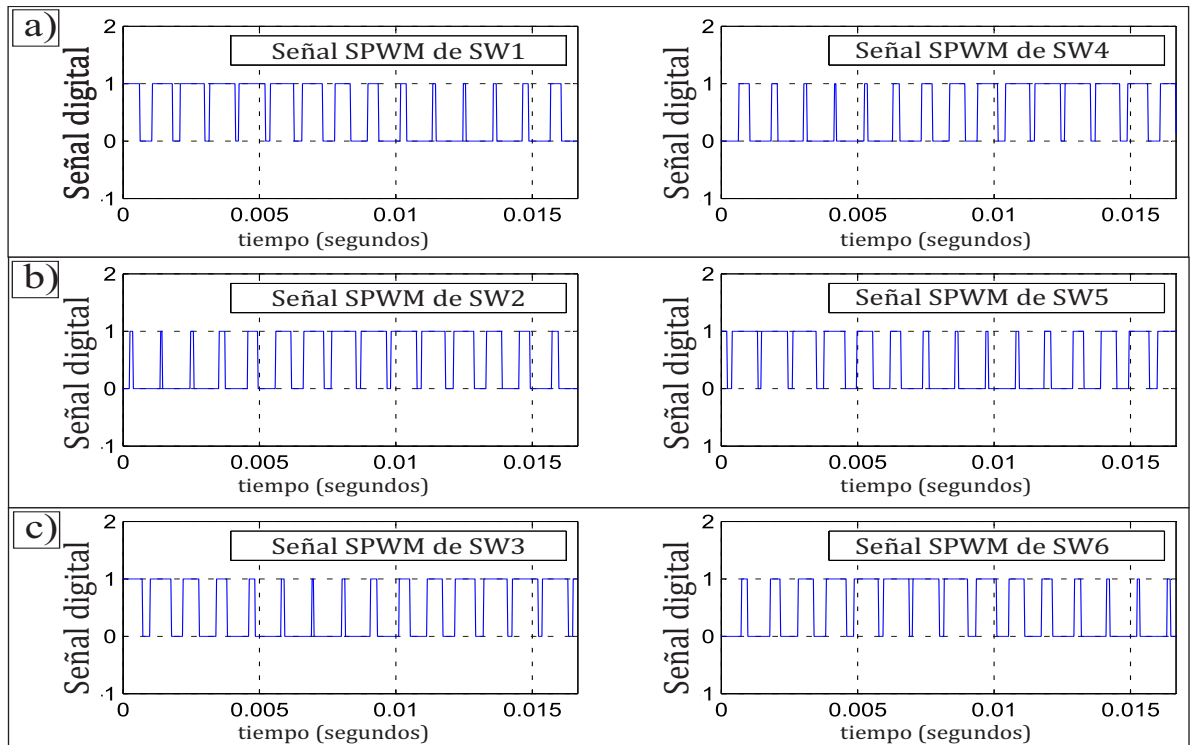 a)
Señal SPWM de SW1
Señal digital
2
1
0
-1
0 0.005 0.01 0.015
tiempo (segundos)
Señal SPWM de SW4
Señal digital
2
1
0
1
0 0.005 0.01 0.015
tiempo (segundos)
b)
Señal SPWM de SW2
Señal digital
2
1
0
-1
0 0.005 0.01 0.015
tiempo (segundos)
Señal SPWM de SW5
Señal digital
2
1
0
1
0 0.005 0.01 0.015
tiempo (segundos)
c)
Señal SPWM de SW3
Señal digital
2
1
0
-1
0 0.005 0.01 0.015
tiempo (segundos)
Señal SPWM de SW6
Señal digital
2
1
0
1
0 0.005 0.01 0.015
tiempo (segundos)